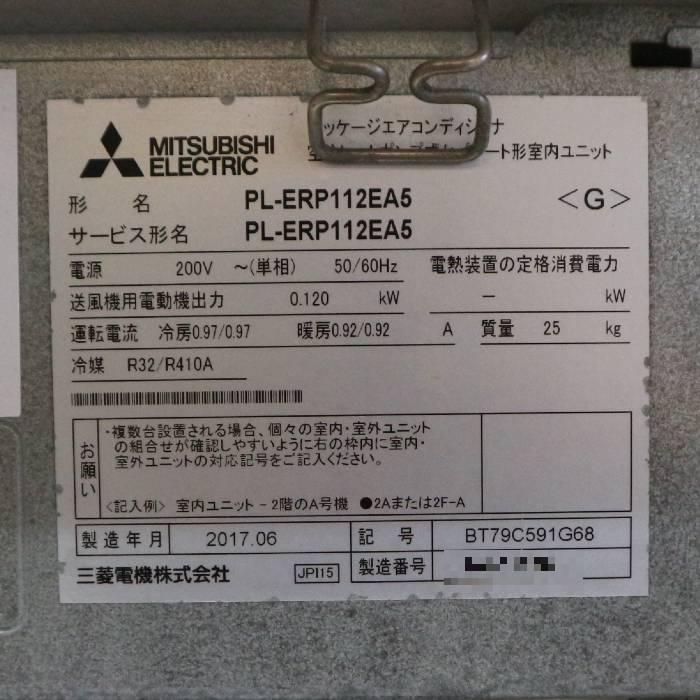 MITSUBISHI
ELECTRIC
ッケージエアコンディショナ
ート形室内ユニット
形 名 PL-ERP112EA5 <G>
サービス形名 PL-ERP112EA5
電源 200V ~(単相) 50/60Hz 電熱装置の定格消費電力
送風機用電動機出力 0.120 kW — kW
運転電流 冷房0.97/0.97 暖房0.92/0.92 A 質量 25 kg
冷媒 R32/R410A
お願い
・複数台設置される場合、個々の室内・室外ユニット
の組合せが確認しやすいように右の枠内に室内・
室外ユニットの対応記号をご記入ください。
<記入例> 室内ユニット-2階のA号機 ●2Aまたは2F-A
製造年月 2017.06 記 号 BT79C591G68
三菱電機株式会社 JPI15 製造番号